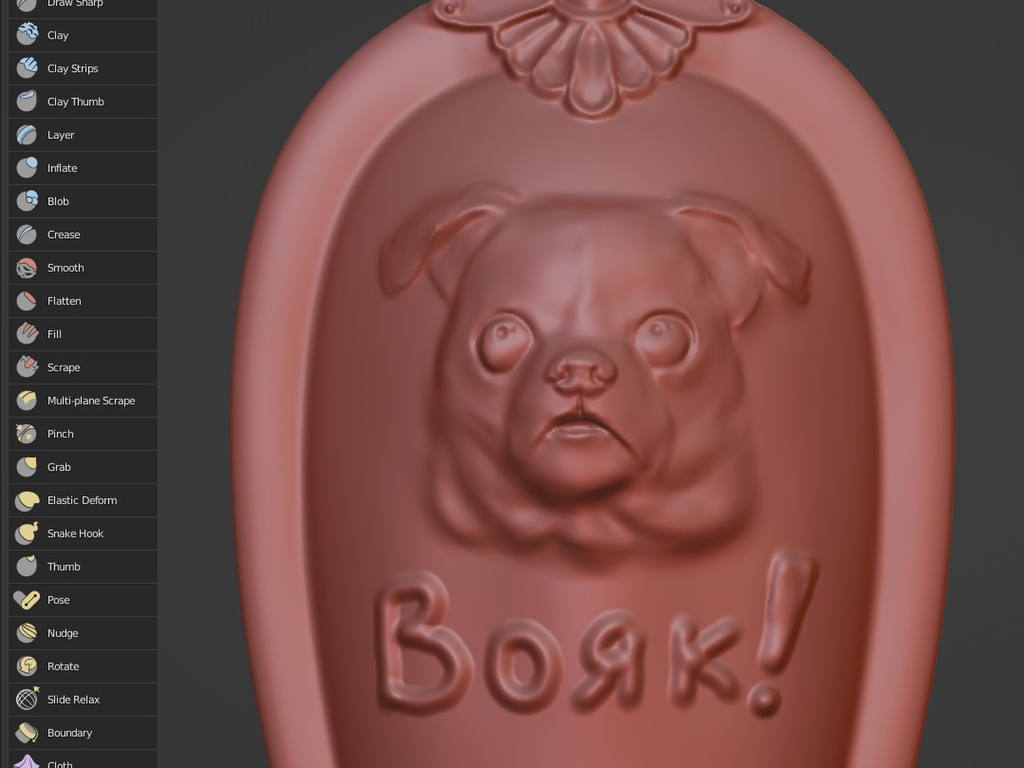 Draw Sharp
Clay
Clay Strips
Clay Thumb
Layer
Inflate
Blob
Crease
Smooth
Flatten
Fill
Scrape
Multi-plane Scrape
Pinch
Grab
Elastic Deform
Snake Hook
Thumb
Pose
Nudge
Rotate
Slide Relax
Boundary
Cloth
Вояк!